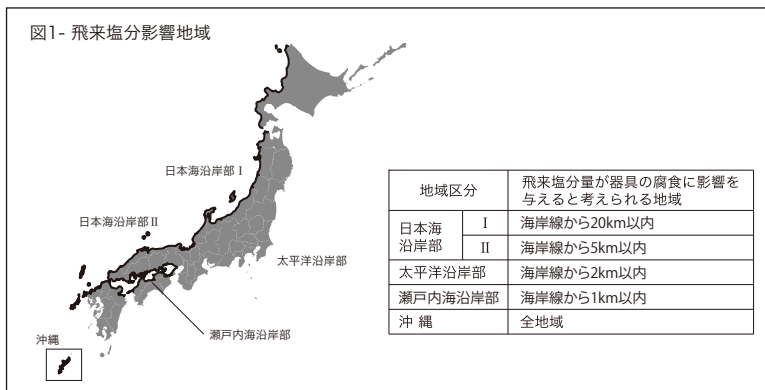 図1- 飛来塩分影響地域
日本海沿岸部 I
日本海沿岸部 II
太平洋沿岸部
瀬戸内海沿岸部
沖縄
地域区分
飛来塩分量が器具の腐食に影響を
与えると考えられる地域
日本海
沿岸部
I
海岸線から20km以内
II
海岸線から5km以内
太平洋沿岸部
海岸線から2km以内
瀬戸内海沿岸部
海岸線から1km以内
沖 縄
全地域